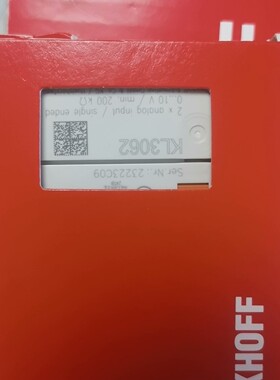 KL3062
2 x analog input / single ended
0..10 V / min. 200 kΩ
Ser Nr.: 23223C09
KHOFF